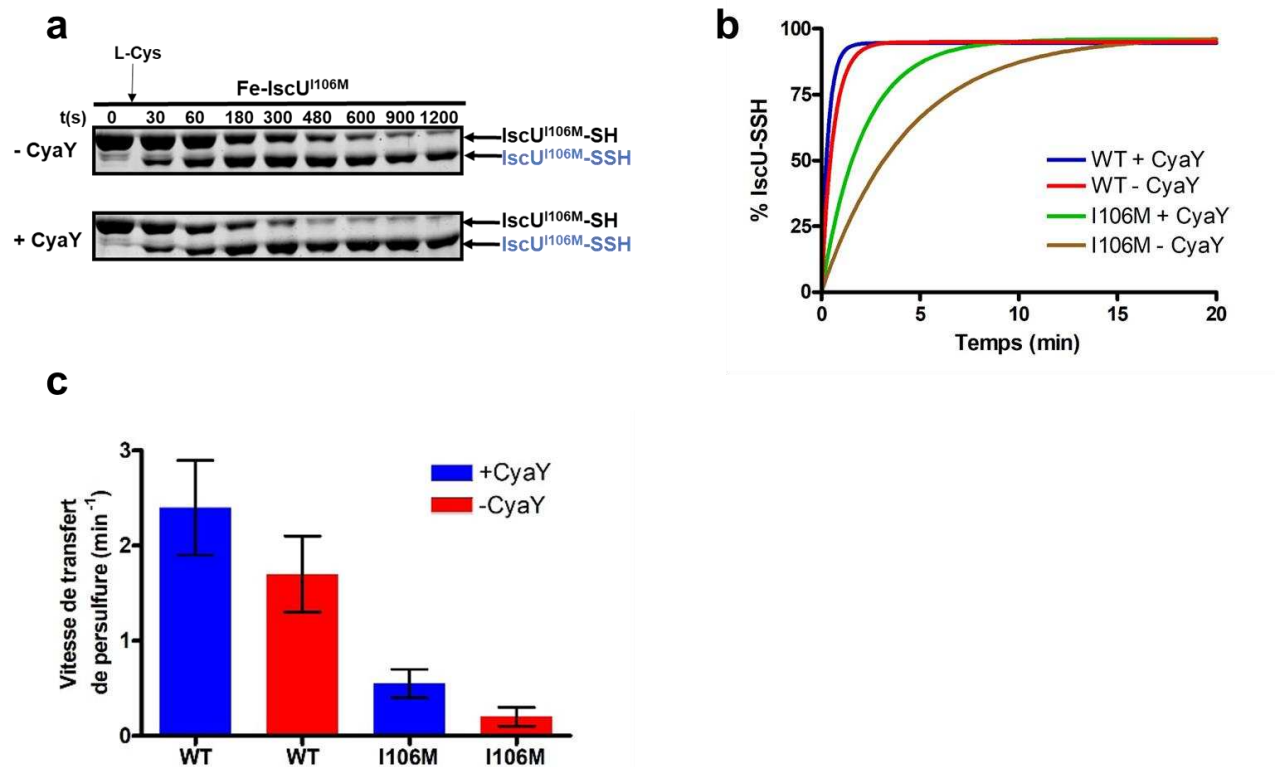 a
L-Cys
Fe-IscU^I106M
t(s) 0 30 60 180 300 480 600 900 1200
- CyaY
IscU^I106M-SH
IscU^I106M-SSH
+ CyaY
IscU^I106M-SH
IscU^I106M-SSH
b
% IscU-SSH
100
75
50
25
0
0 5 10 15 20
Temps (min)
WT + CyaY
WT - CyaY
I106M + CyaY
I106M - CyaY
c
Vitesse de transfert
de persulfure (min⁻¹)
3
2
1
0
+CyaY
-CyaY
WT WT I106M I106M